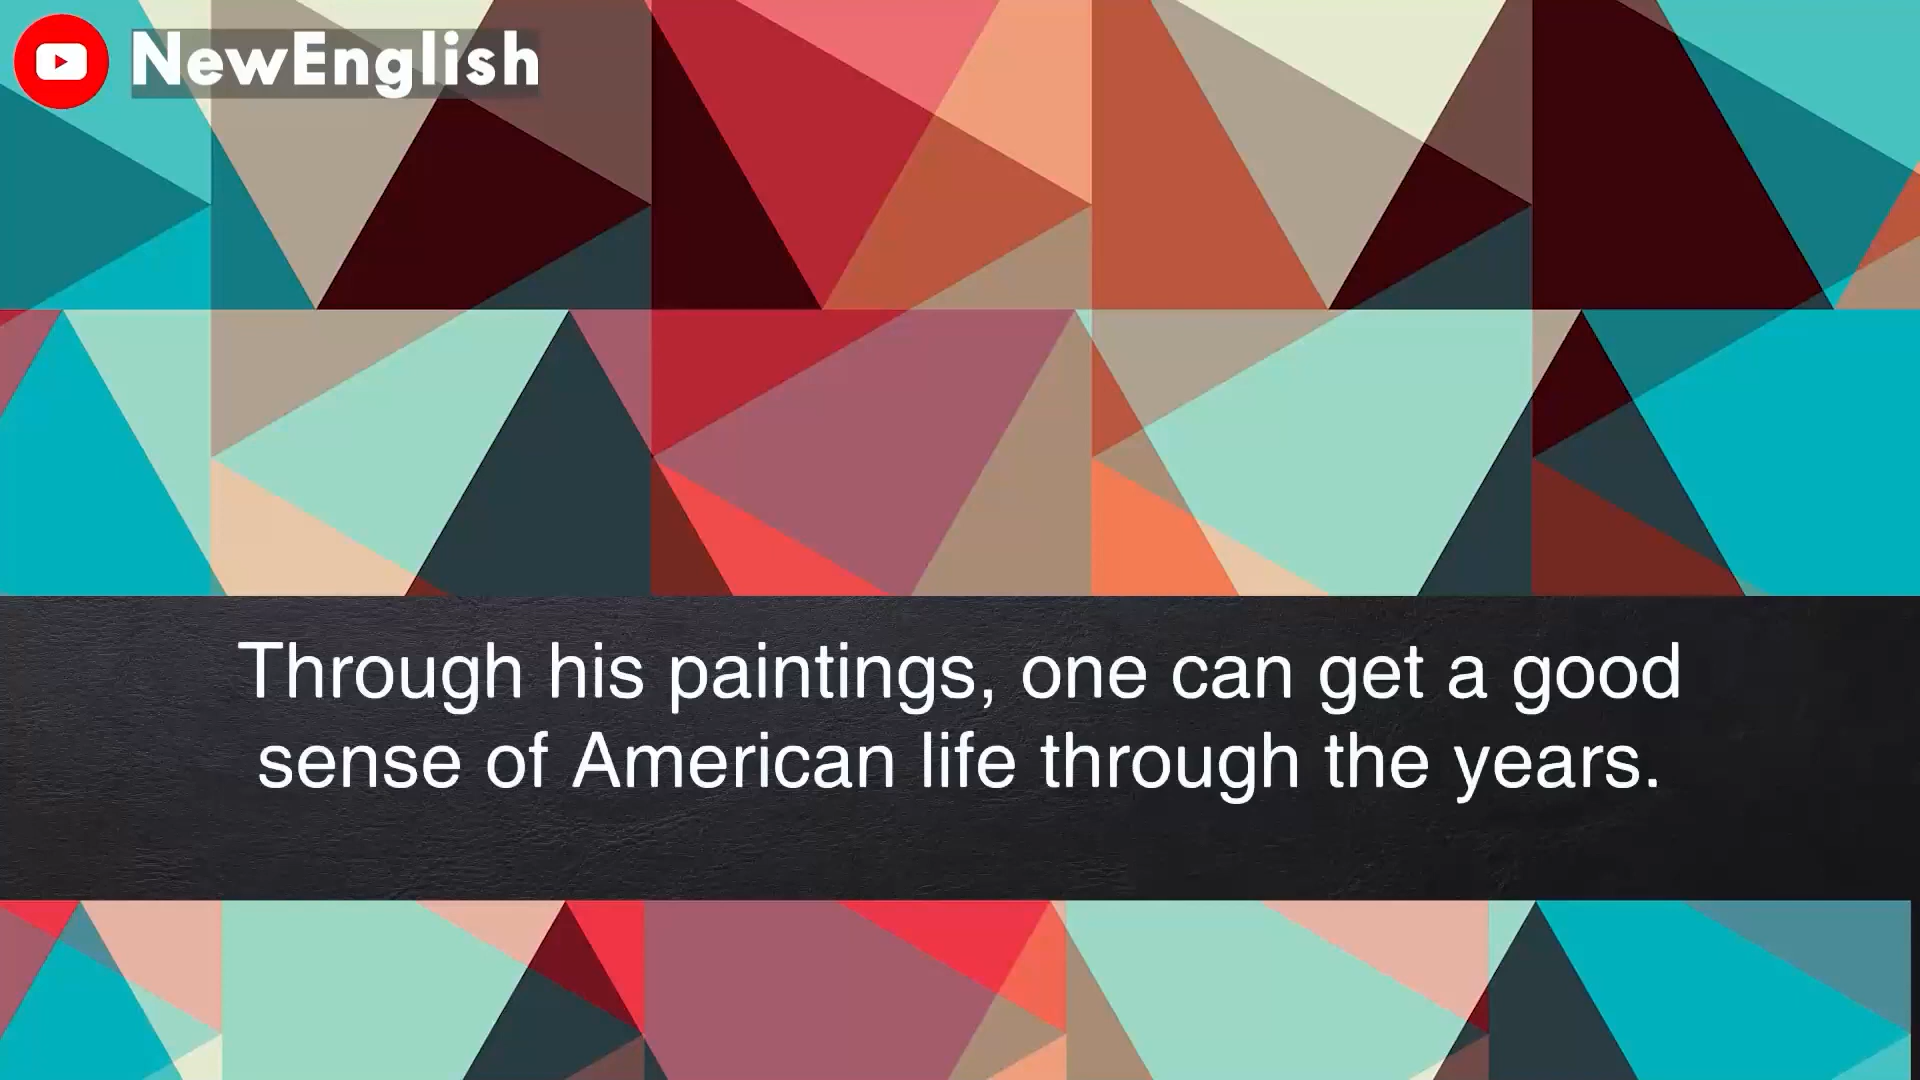 NewEnglish
Through his paintings, one can get a good
sense of American life through the years.